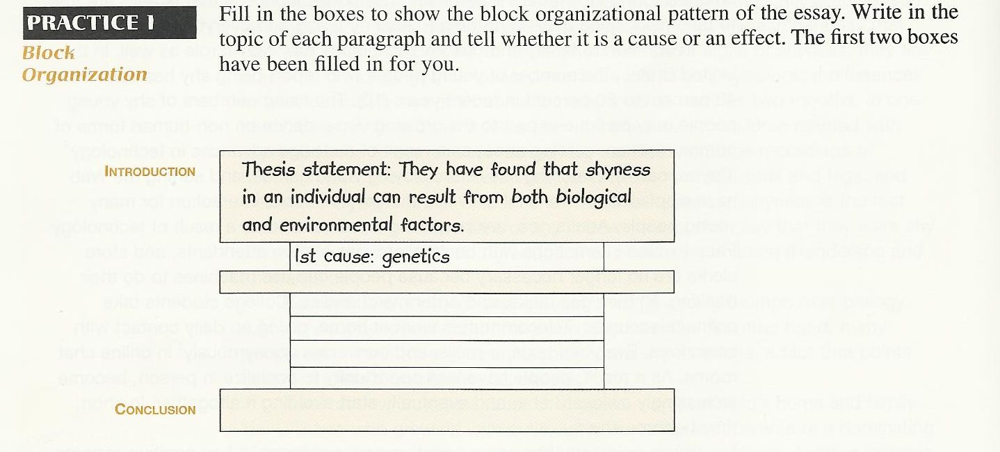 PRACTICE 1
Block
Organization
Fill in the boxes to show the block organizational pattern of the essay. Write in the
topic of each paragraph and tell whether it is a cause or an effect. The first two boxes
have been filled in for you.
INTRODUCTION
Thesis statement: They have found that shyness
in an individual can result from both biological
and environmental factors.
1st cause: genetics
CONCLUSION